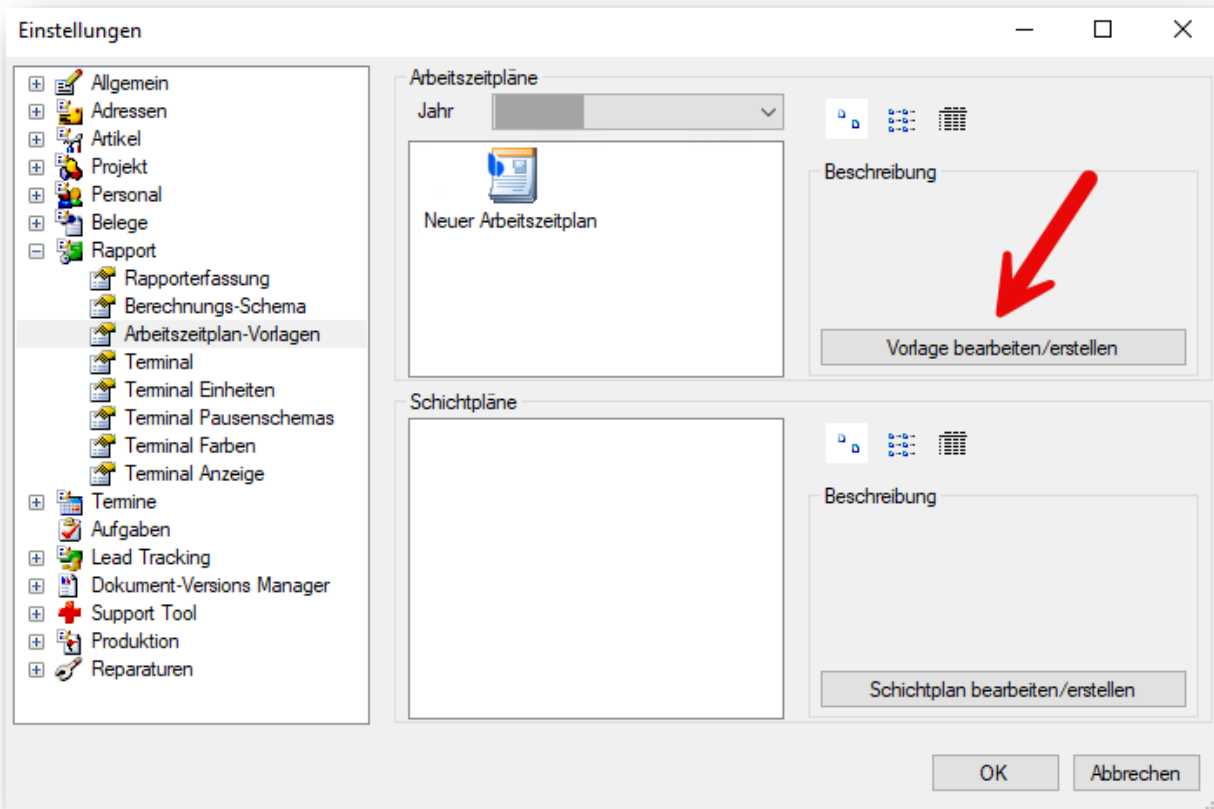 Einstellungen
Allgemein
Adressen
Artikel
Projekt
Personal
Belege
Rapport
Rapporterfassung
Berechnungs-Schema
Arbeitszeitplan-Vorlagen
Terminal
Terminal Einheiten
Terminal Pausenschemas
Terminal Farben
Terminal Anzeige
Termine
Aufgaben
Lead Tracking
Dokument-Versions Manager
Support Tool
Produktion
Reparaturen
Arbeitszeitpläne
Jahr
Neuer Arbeitszeitplan
Beschreibung
Vorlage bearbeiten/erstellen
Schichtpläne
Beschreibung
Schichtplan bearbeiten/erstellen
OK
Abbrechen